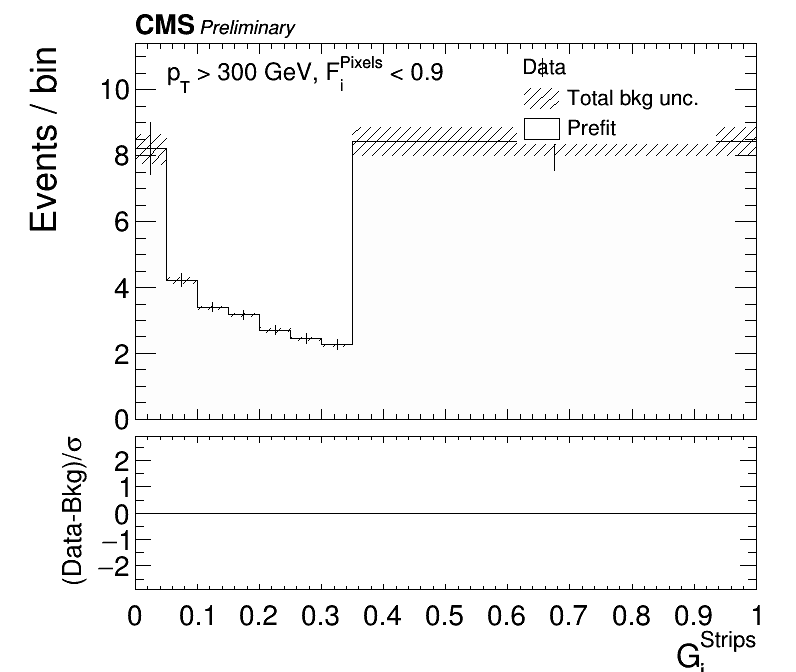 CMS Preliminary
p_T > 300 GeV, F_i^Pixels < 0.9
Data
Total bkg unc.
Prefit
Events / bin
10
8
6
4
2
0
(Data-Bkg)/σ
2
1
0
−1
−2
0 0.1 0.2 0.3 0.4 0.5 0.6 0.7 0.8 0.9 1
G_i^Strips